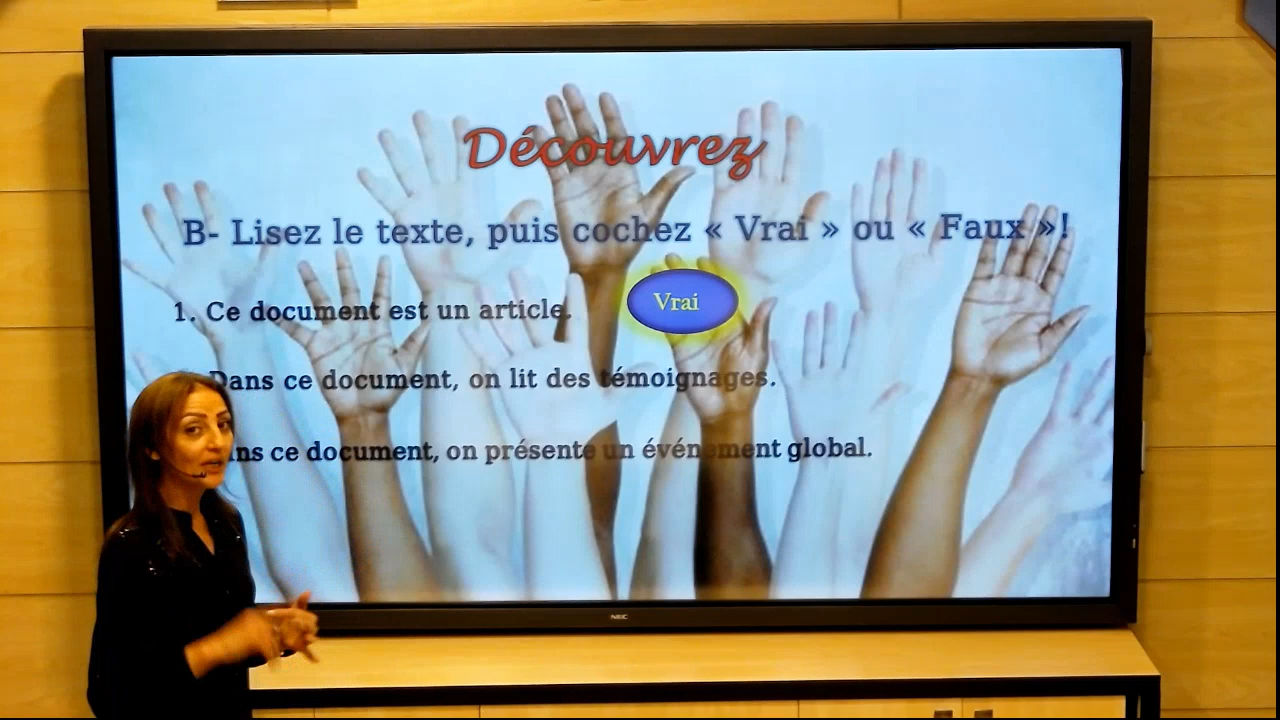 Découvrez
B- Lisez le texte, puis cochez « Vrai » ou « Faux »!
1. Ce document est un article.
Vrai
Dans ce document, on lit des témoignages.
ce document, on présente un événement global.
NEC